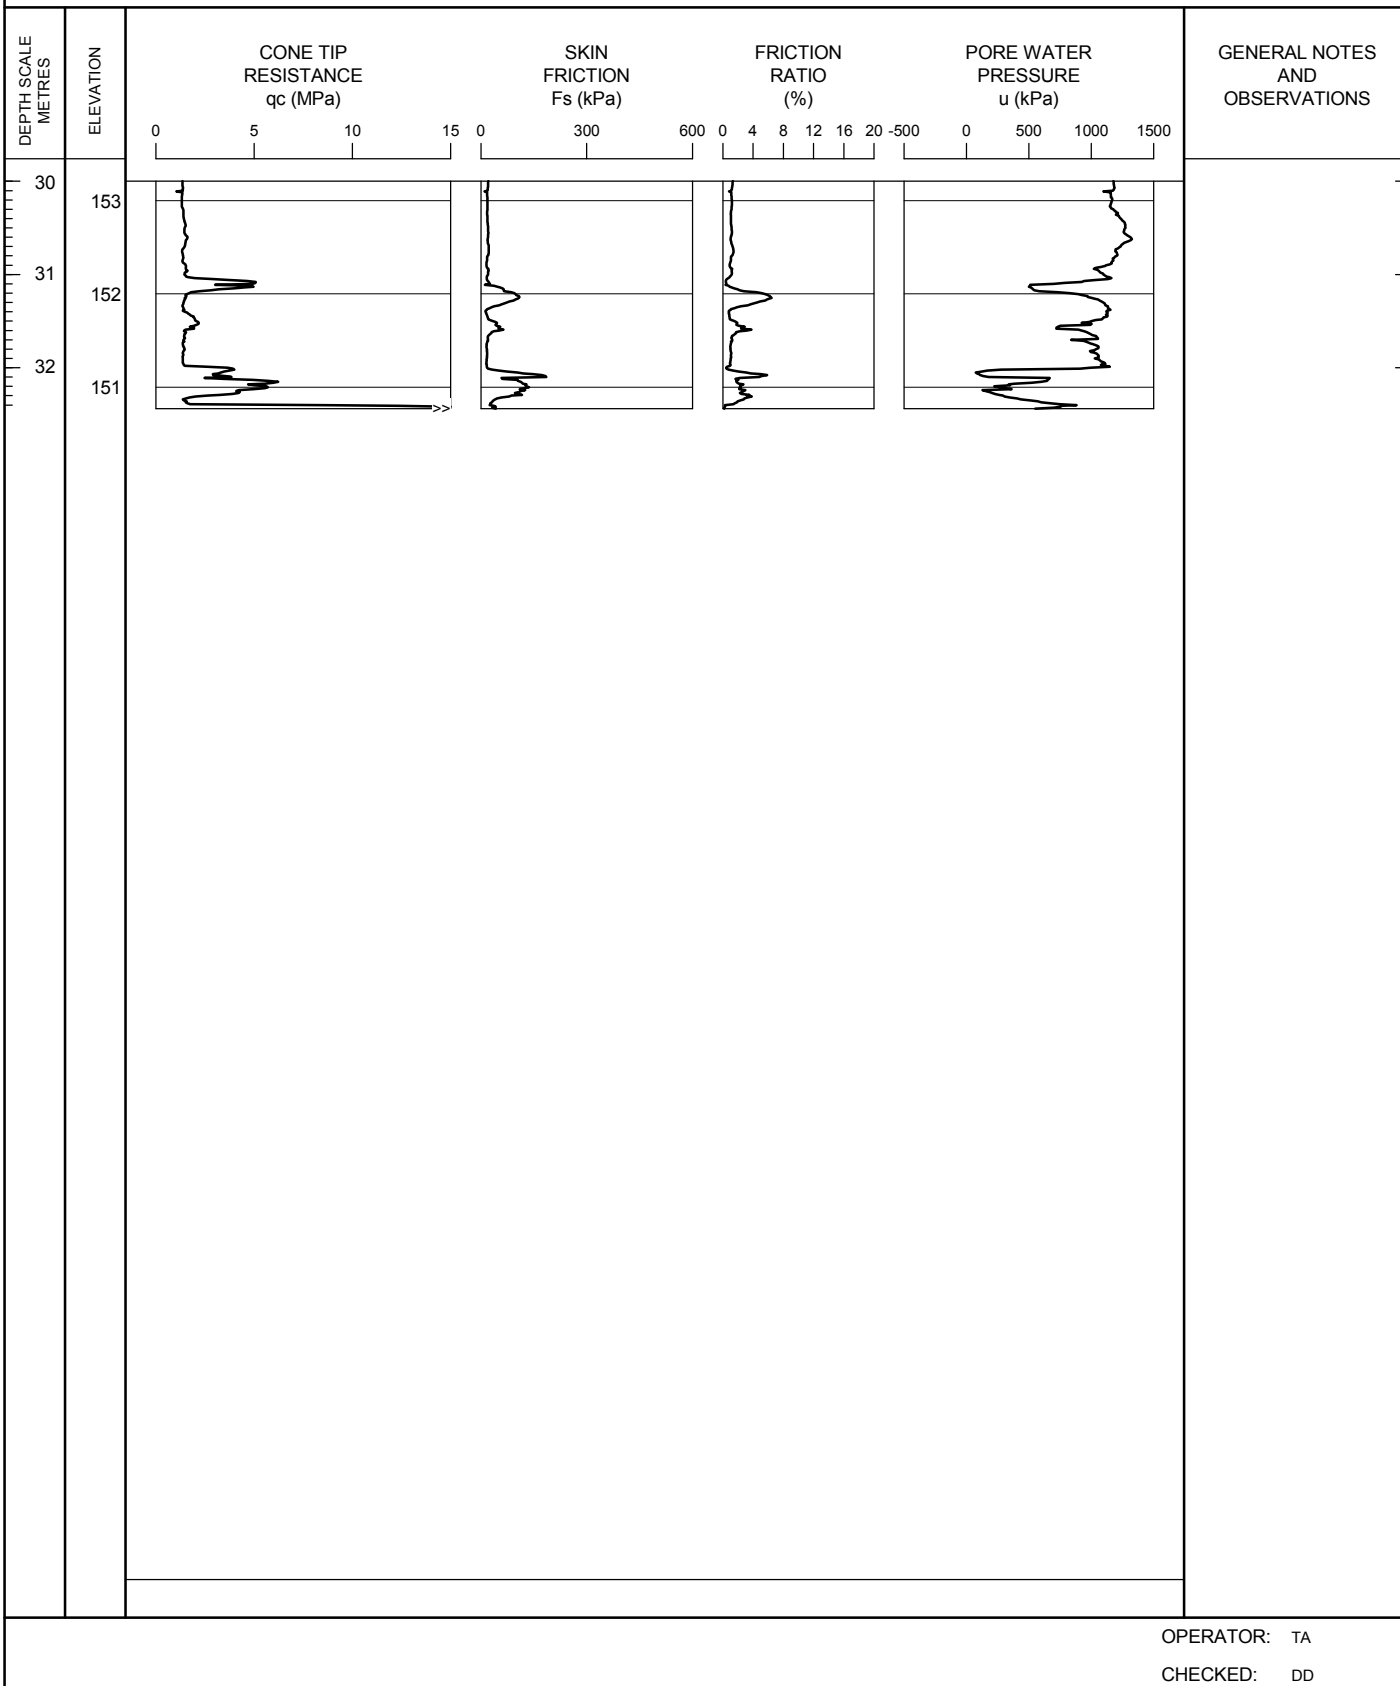 DEPTH SCALE
METRES
ELEVATION
CONE TIP
RESISTANCE
qc (MPa)
0 5 10 15
SKIN
FRICTION
Fs (kPa)
0 300 600
FRICTION
RATIO
(%)
0 4 8 12 16 20
PORE WATER
PRESSURE
u (kPa)
-500 0 500 1000 1500
GENERAL NOTES
AND
OBSERVATIONS
30
153
31
152
32
151
>>
OPERATOR: TA
CHECKED: DD